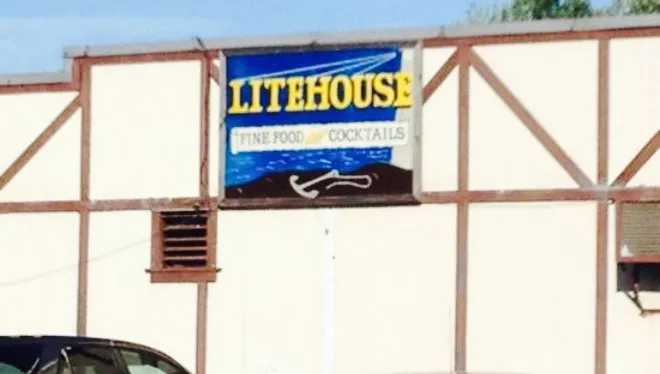 LITEHOUSE
FINE FOOD and COCKTAILS